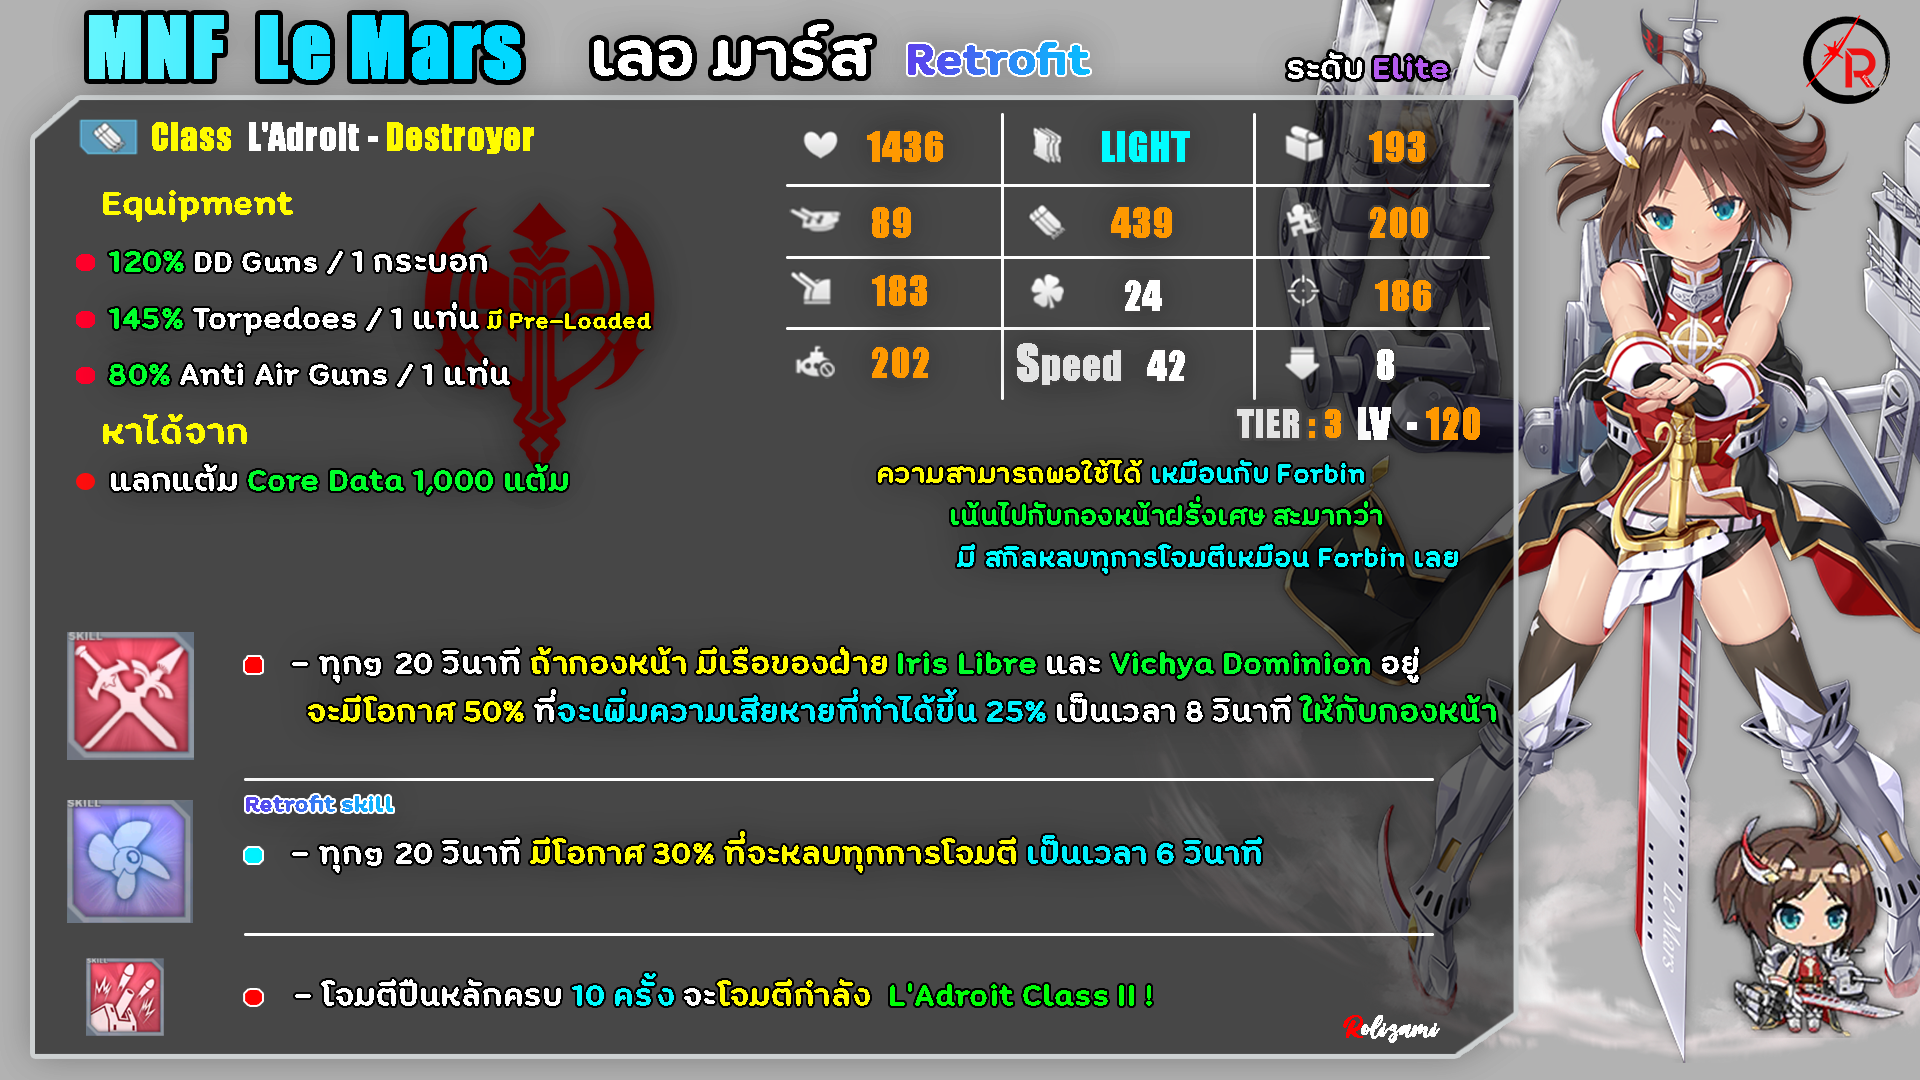 MNF Le Mars เลอ มาร์ส Retrofit
ระดับ Elite
R
Class L'AdroIt - Destroyer
Equipment
120% DD Guns / 1 กระบอก
145% Torpedoes / 1 แท่น มี Pre-Loaded
80% Anti Air Guns / 1 แท่น
หาได้จาก
แลกแต้ม Core Data 1,000 แต้ม
1436 LIGHT 193
89 439 200
183 24 186
202 Speed 42 8
TIER : 3 LV - 120
ความสามารถพอใช้ได้ เหมือนกับ Forbin
เน้นไปกับกองหน้าฝรั่งเศษ สะมากว่า
มี สกิลหลบทุการโจมตีเหมือน Forbin เลย
SKILL
- ทุกๆ 20 วินาที ถ้ากองหน้า มีเรือของฝ่าย Iris Libre และ Vichya Dominion อยู่
จะมีโอกาศ 50% ที่จะเพิ่มความเสียหายที่ทำได้ขึ้น 25% เป็นเวลา 8 วินาที ให้กับกองหน้า
Retrofit skill
SKILL
- ทุกๆ 20 วินาที มีโอกาศ 30% ที่จะหลบทุกการโจมตี เป็นเวลา 6 วินาที
SKILL
- โจมตีปืนหลักครบ 10 ครั้ง จะโจมตีกำลัง L'Adroit Class II !
Rolizami
Le Mars